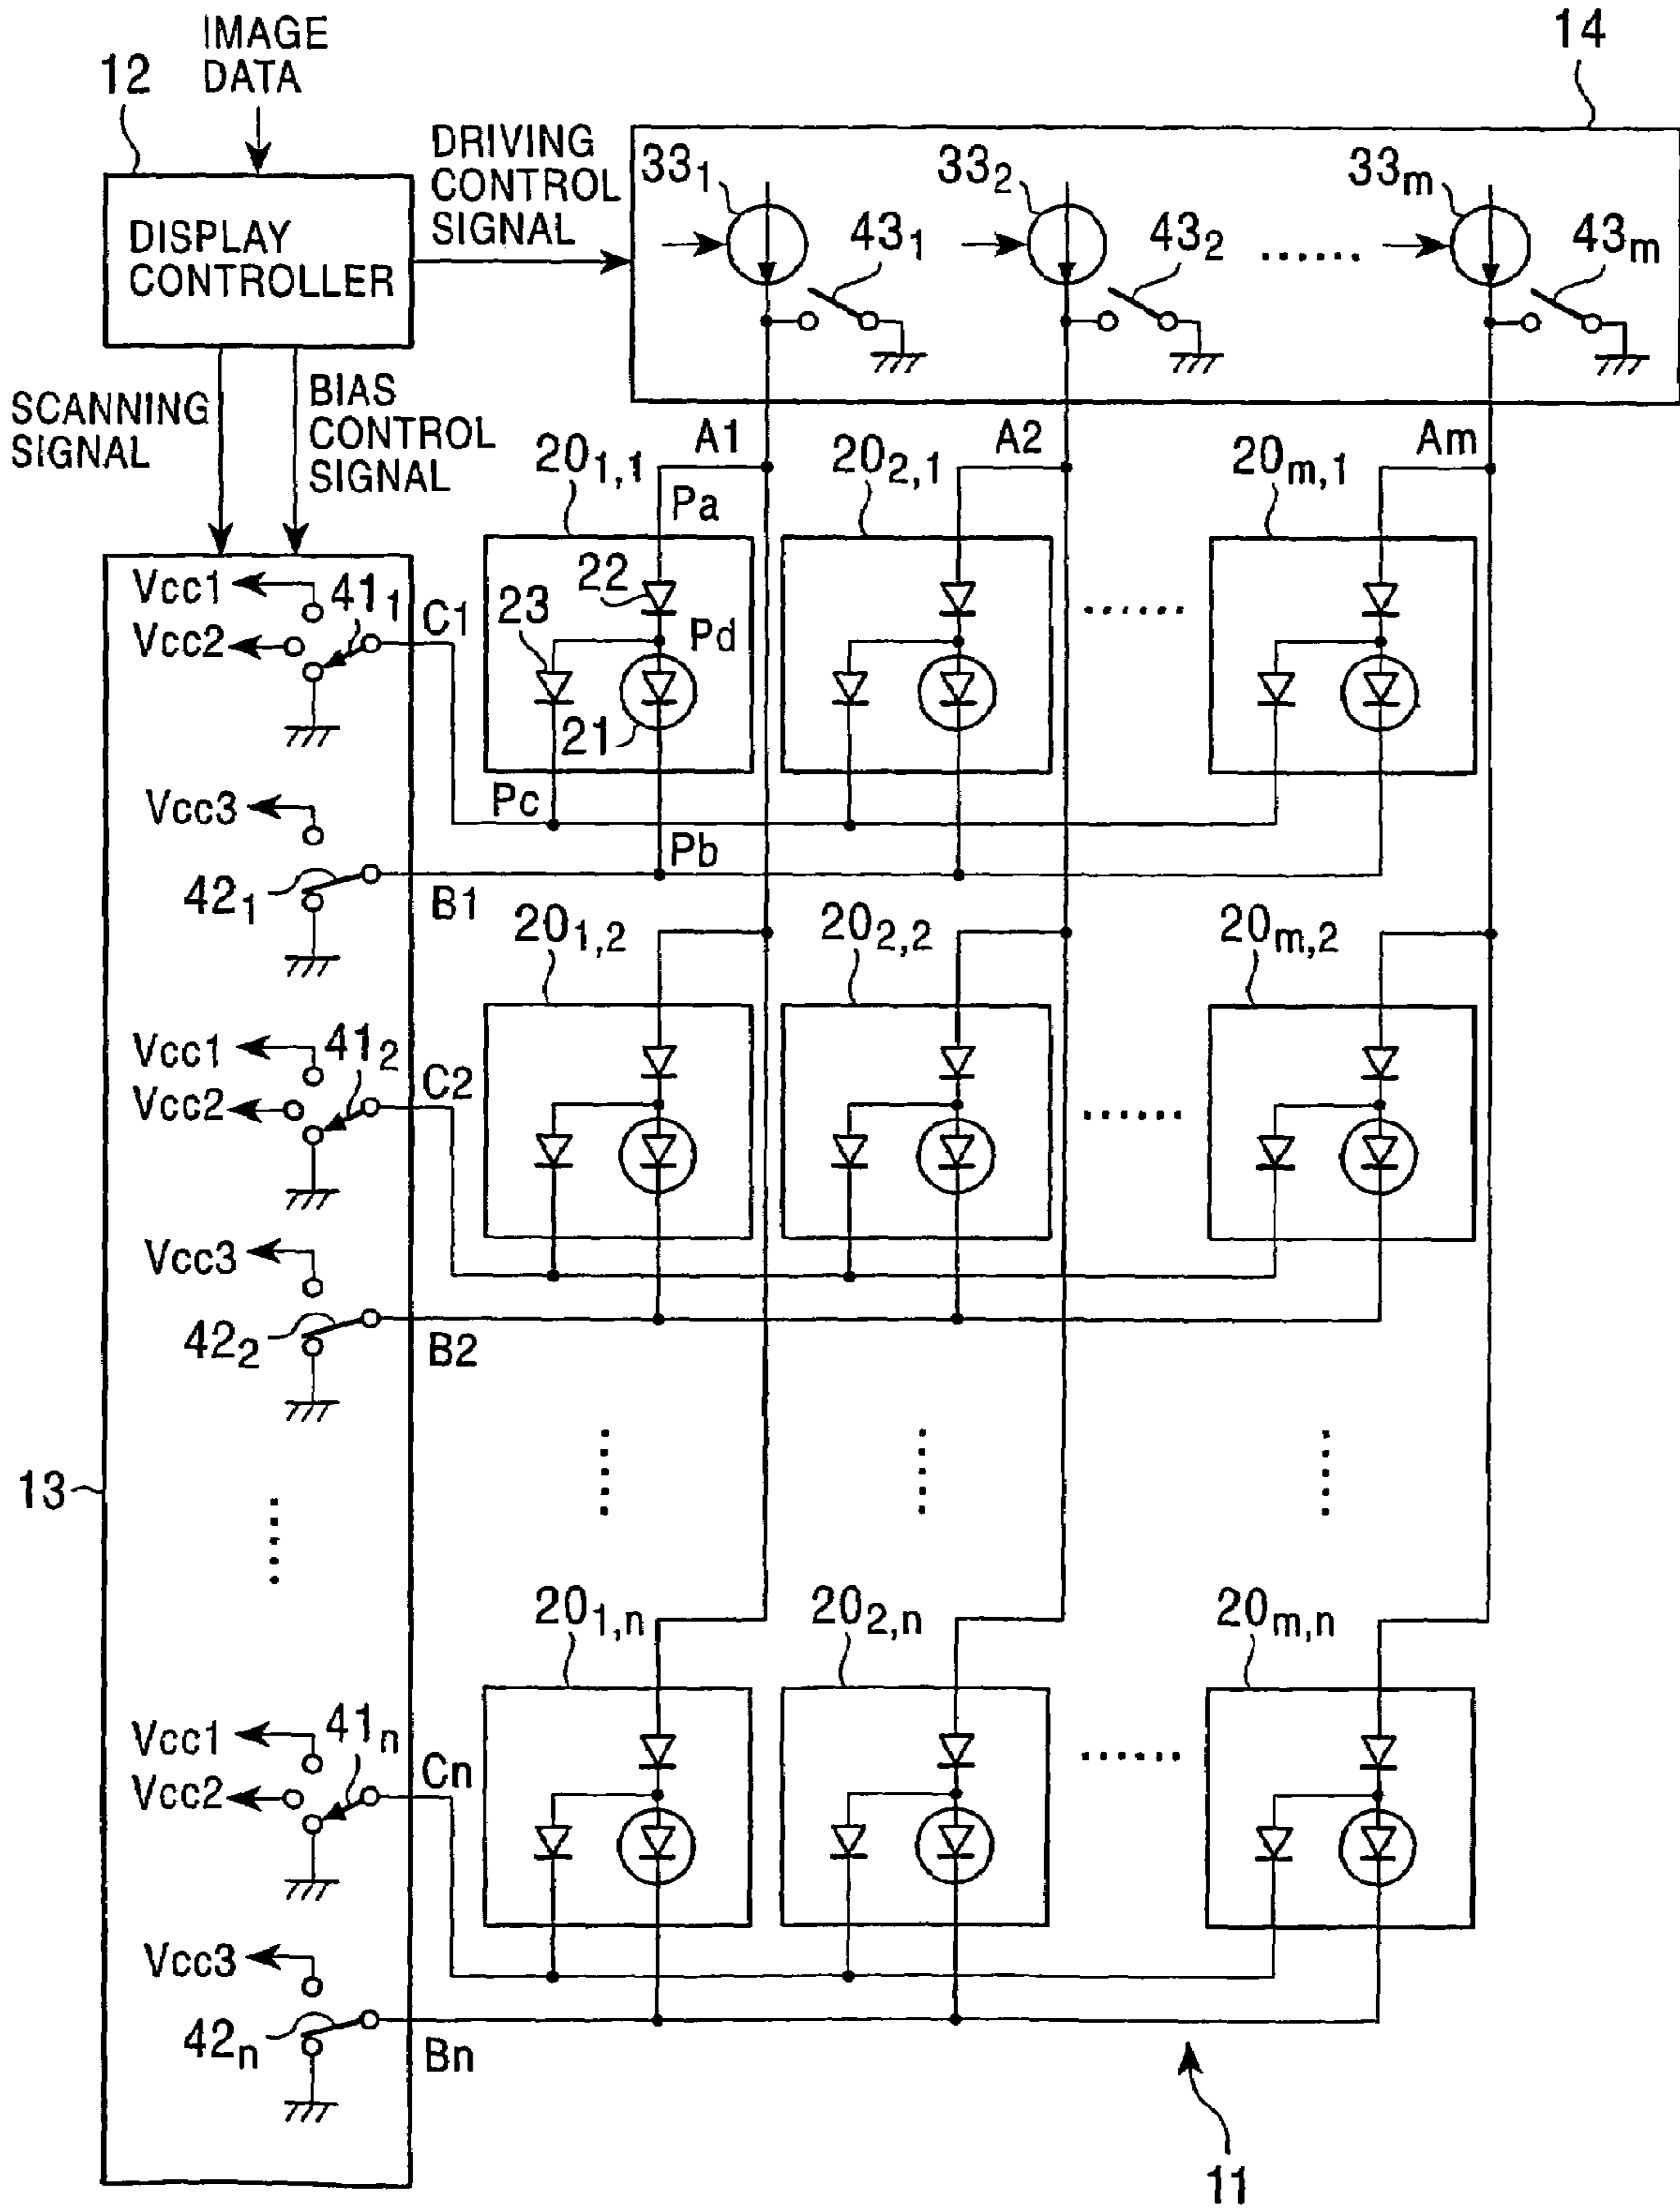 IMAGE
DATA
12
14
DISPLAY
CONTROLLER
DRIVING
CONTROL
SIGNAL
33₁
33₂
33m
43₁
43₂
......
43m
SCANNING
SIGNAL
BIAS
CONTROL
SIGNAL
A1
A2
Am
20₁,₁
20₂,₁
20m,₁
Pa
Vcc1
41₁
C1
Vcc2
22
23
Pd
21
......
Pc
Pb
Vcc3
42₁
B1
20₁,₂
20₂,₂
20m,₂
Vcc1
41₂
C2
Vcc2
......
Vcc3
42₂
B2
13
20₁,n
20₂,n
20m,n
Vcc1
41n
Cn
Vcc2
......
Vcc3
42n
Bn
11